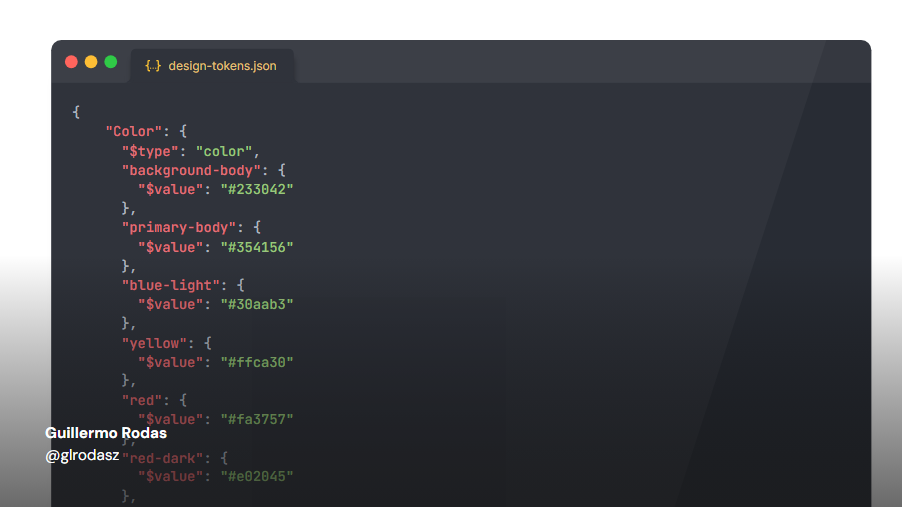 {..} design-tokens.json
{
"Color": {
"$type": "color",
"background-body": {
"$value": "#233042"
},
"primary-body": {
"$value": "#354156"
},
"blue-light": {
"$value": "#30aab3"
},
"yellow": {
"$value": "#ffca30"
},
"red": {
"$value": "#fa3757"
},
"red-dark": {
"$value": "#e02045"
},
Guillermo Rodas
@glrodasz